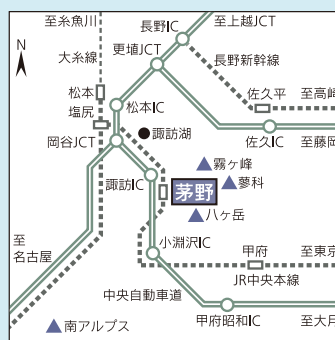 至糸魚川
長野IC
至上越JCT
更埴JCT
大糸線
長野新幹線
N
松本
佐久平
至高崎
松本IC
塩尻
諏訪湖
佐久IC
至藤岡
岡谷JCT
霧ヶ峰
蓼科
諏訪IC
茅野
八ヶ岳
至
名古屋
小淵沢IC
甲府
至東京
JR中央本線
中央自動車道
至大月
甲府昭和IC
南アルプス